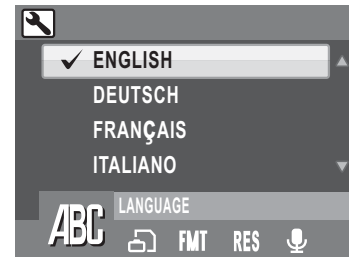 ENGLISH
DEUTSCH
FRANÇAIS
ITALIANO
LANGUAGE
ABC FMT RES